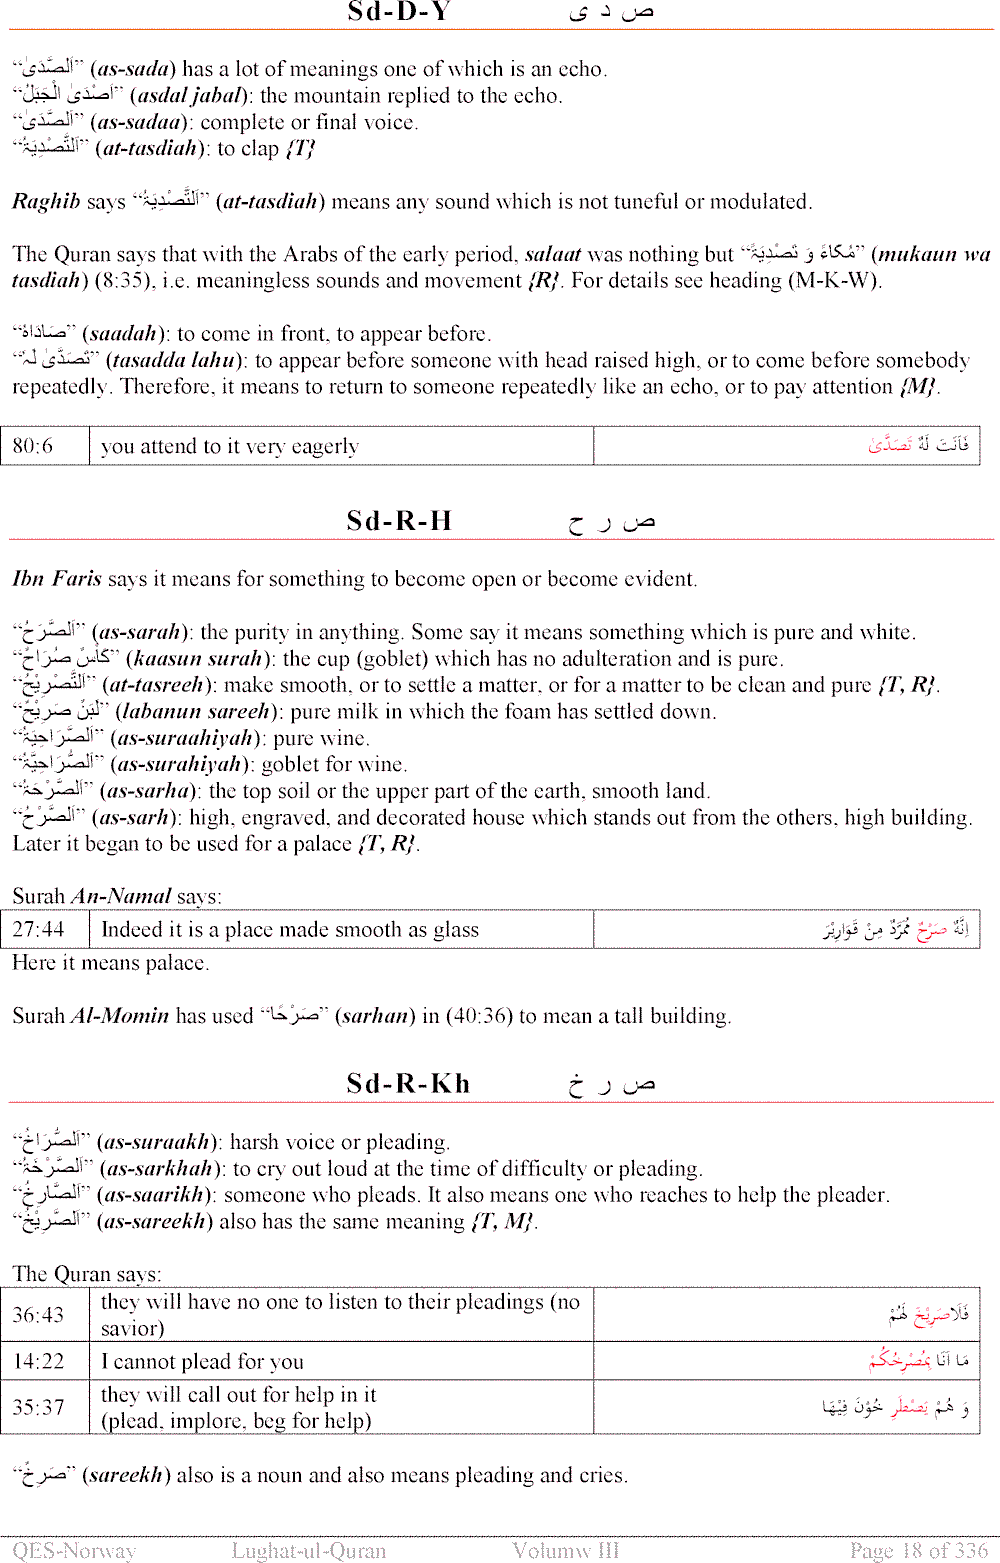 Sd-D-Y ص د ی
“اَلصَّدَىٰ” (as-sada) has a lot of meanings one of which is an echo.
“اَصْدَىٰ الْجَبَلُ” (asdal jabal): the mountain replied to the echo.
“اَلصَّدَىٰ” (as-sadaa): complete or final voice.
“اَلتَّصْدِيَۃُ” (at-tasdiah): to clap {T}
Raghib says “اَلتَّصْدِيَۃُ” (at-tasdiah) means any sound which is not tuneful or modulated.
The Quran says that with the Arabs of the early period, salaat was nothing but “مُكَاءً وَ تَصْدِيَۃً” (mukaun wa
tasdiah) (8:35), i.e. meaningless sounds and movement {R}. For details see heading (M-K-W).
“صَادَاهُ” (saadah): to come in front, to appear before.
“تَصَدَّىٰ لَہٗ” (tasadda lahu): to appear before someone with head raised high, or to come before somebody
repeatedly. Therefore, it means to return to someone repeatedly like an echo, or to pay attention {M}.
80:6 you attend to it very eagerly فَاَنْتَ لَهٗ تَصَدّٰى
Sd-R-H ص ر ح
Ibn Faris says it means for something to become open or become evident.
“اَلصَّرَحُ” (as-sarah): the purity in anything. Some say it means something which is pure and white.
“كَأْسٌ صُرَاحٌ” (kaasun surah): the cup (goblet) which has no adulteration and is pure.
“اَلتَّصْرِيْحُ” (at-tasreeh): make smooth, or to settle a matter, or for a matter to be clean and pure {T, R}.
“لَبَنٌ صَرِيْحٌ” (labanun sareeh): pure milk in which the foam has settled down.
“اَلصُّرَاحِيَۃُ” (as-suraahiyah): pure wine.
“اَلصُّرَاحِيَّۃُ” (as-surahiyah): goblet for wine.
“اَلصَّرْحَۃُ” (as-sarha): the top soil or the upper part of the earth, smooth land.
“اَلصَّرْحُ” (as-sarh): high, engraved, and decorated house which stands out from the others, high building.
Later it began to be used for a palace {T, R}.
Surah An-Namal says:
27:44 Indeed it is a place made smooth as glass اِنَّهٗ صَرْحٌ مُّمَرَّدٌ مِنْ قَوَارِيْرَ
Here it means palace.
Surah Al-Momin has used “صَرْحًا” (sarhan) in (40:36) to mean a tall building.
Sd-R-Kh ص ر خ
“اَلصُّرَاخُ” (as-suraakh): harsh voice or pleading.
“اَلصَّرْخَۃُ” (as-sarkhah): to cry out loud at the time of difficulty or pleading.
“اَلصَّارِخُ” (as-saarikh): someone who pleads. It also means one who reaches to help the pleader.
“اَلصَّرِيْخُ” (as-sareekh) also has the same meaning {T, M}.
The Quran says:
36:43 they will have no one to listen to their pleadings (no فَلَاصَرِيْخَ لَهُمْ
savior)
14:22 I cannot plead for you مَا اَنَا بِمُصْرِخِكُمْ
35:37 they will call out for help in it وَ هُمْ يَصْطَرِ خُوْنَ فِيْهَا
(plead, implore, beg for help)
“صَرِخٌ” (sareekh) also is a noun and also means pleading and cries.
QES-Norway Lughat-ul-Quran Volumw III Page 18 of 336